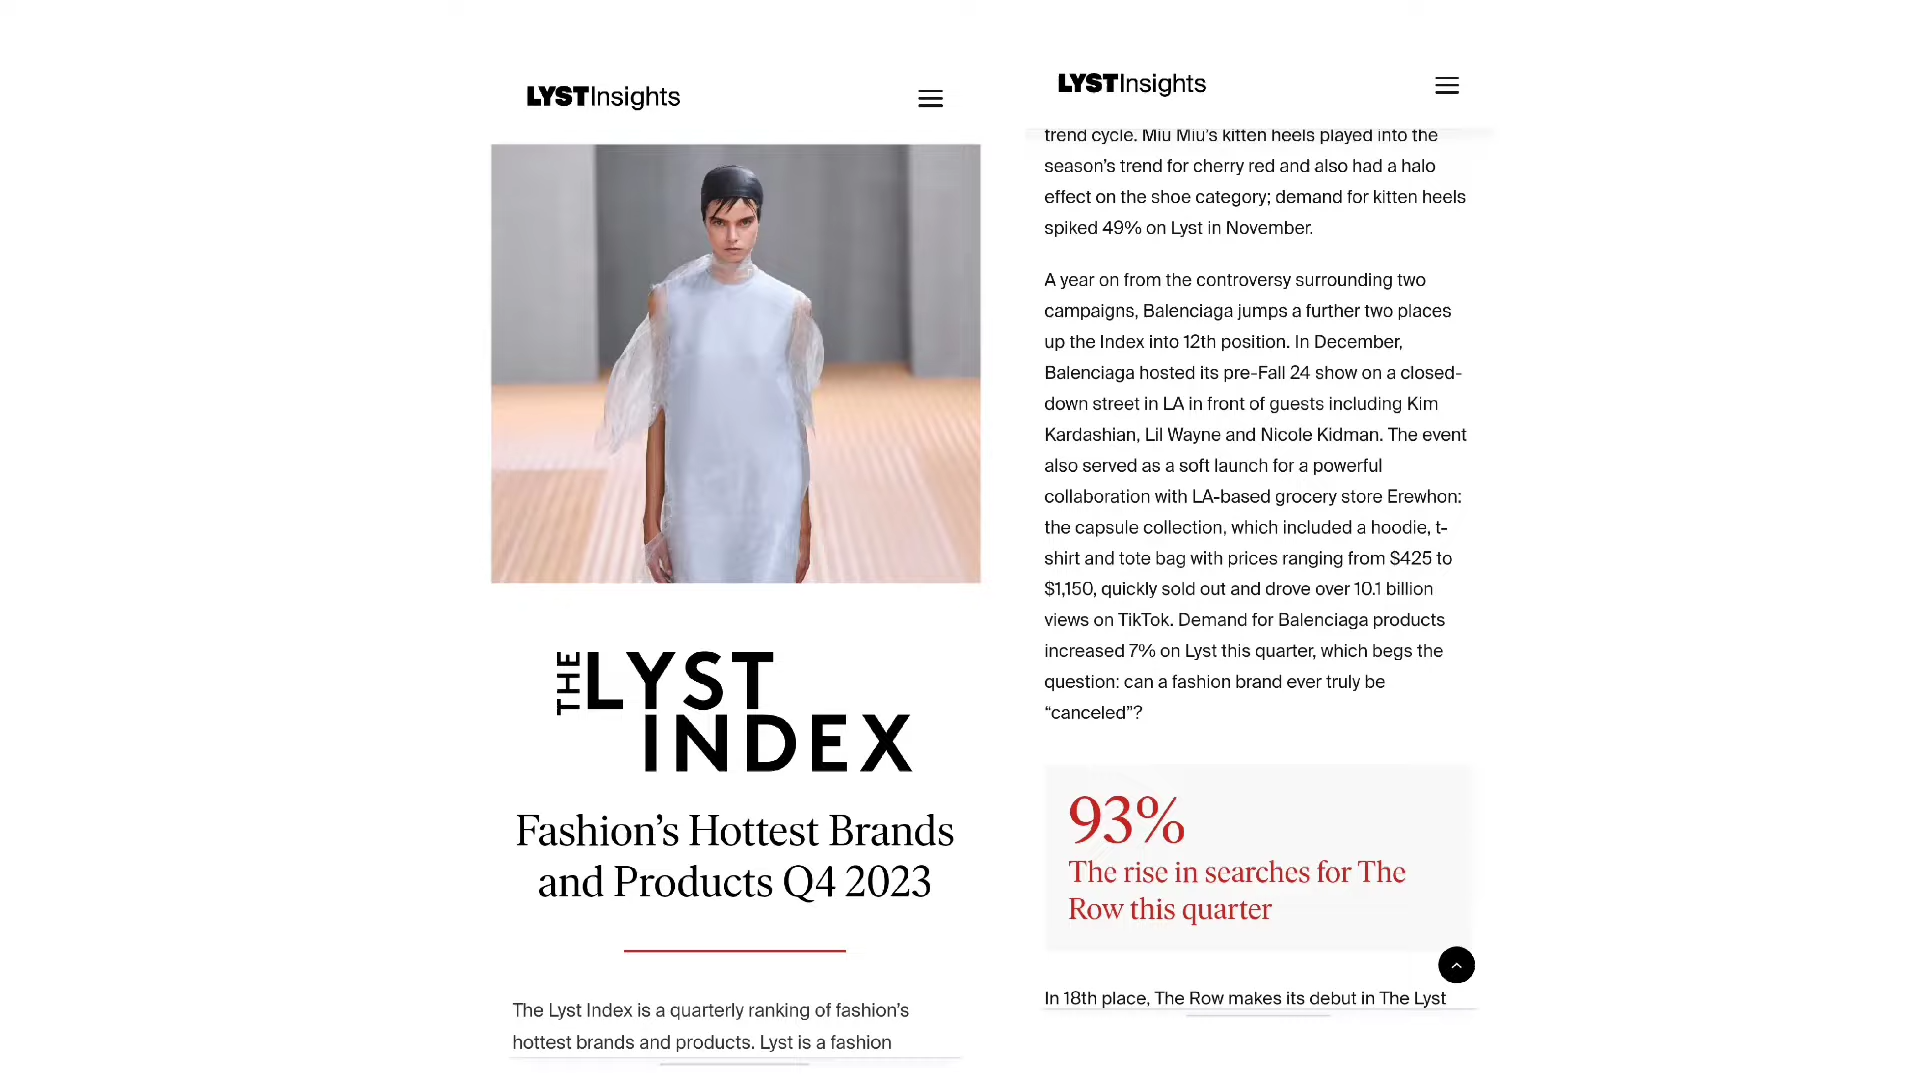 LYSTInsights
THE LYST
INDEX
Fashion’s Hottest Brands
and Products Q4 2023
The Lyst Index is a quarterly ranking of fashion’s
hottest brands and products. Lyst is a fashion
LYSTInsights
trend cycle. Miu Miu’s kitten heels played into the
season’s trend for cherry red and also had a halo
effect on the shoe category; demand for kitten heels
spiked 49% on Lyst in November.
A year on from the controversy surrounding two
campaigns, Balenciaga jumps a further two places
up the Index into 12th position. In December,
Balenciaga hosted its pre-Fall 24 show on a closed-
down street in LA in front of guests including Kim
Kardashian, Lil Wayne and Nicole Kidman. The event
also served as a soft launch for a powerful
collaboration with LA-based grocery store Erewhon:
the capsule collection, which included a hoodie, t-
shirt and tote bag with prices ranging from $425 to
$1,150, quickly sold out and drove over 10.1 billion
views on TikTok. Demand for Balenciaga products
increased 7% on Lyst this quarter, which begs the
question: can a fashion brand ever truly be
“canceled”?
93%
The rise in searches for The
Row this quarter
In 18th place, The Row makes its debut in The Lyst